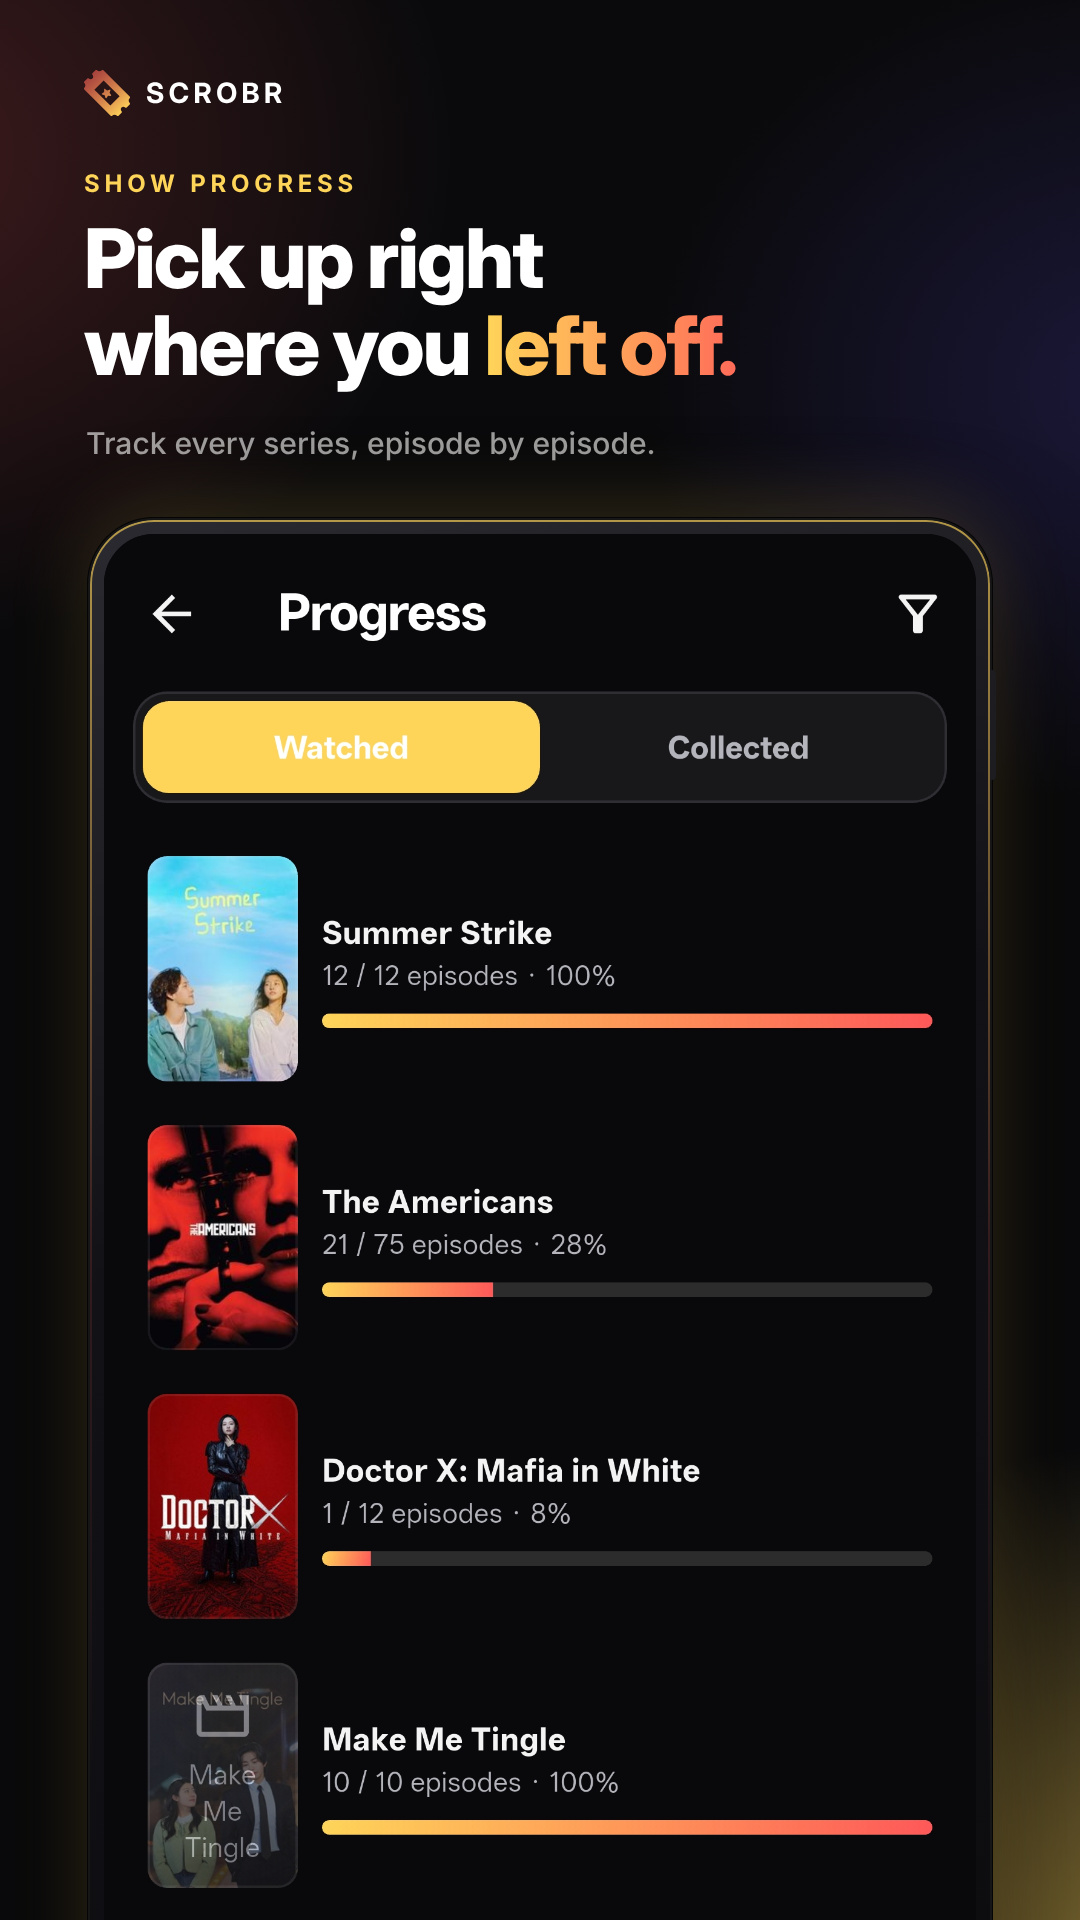 SCROBR
SHOW PROGRESS
Pick up right
where you left off.
Track every series, episode by episode.
Progress
Watched
Collected
Summer
Strike
Summer Strike
12 / 12 episodes · 100%
THE AMERICANS
The Americans
21 / 75 episodes · 28%
DOCTOR X
MAFIA IN WHITE
Doctor X: Mafia in White
1 / 12 episodes · 8%
Make Me Tingle
Make
Me
Tingle
Make Me Tingle
10 / 10 episodes · 100%